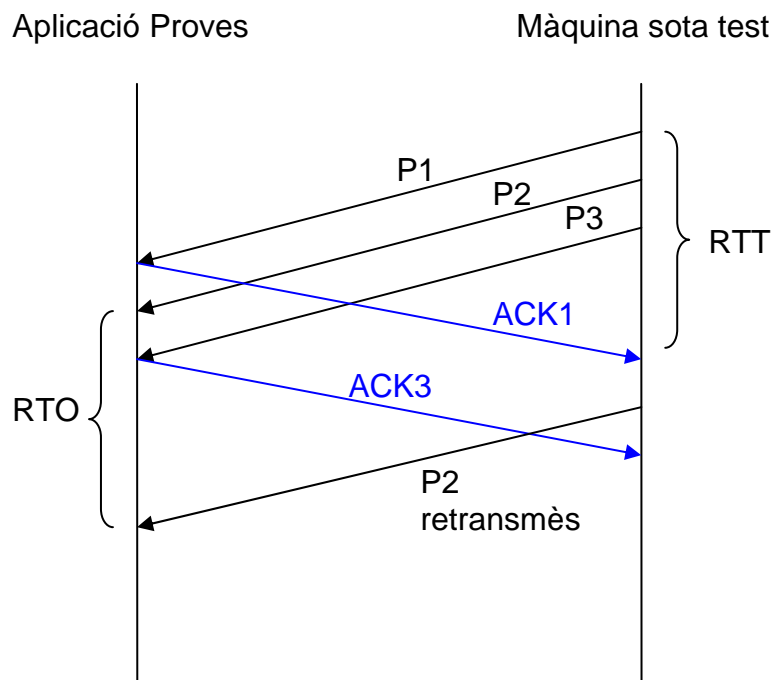 Aplicació Proves
Màquina sota test
P1
P2
P3
RTT
ACK1
ACK3
RTO
P2
retransmès